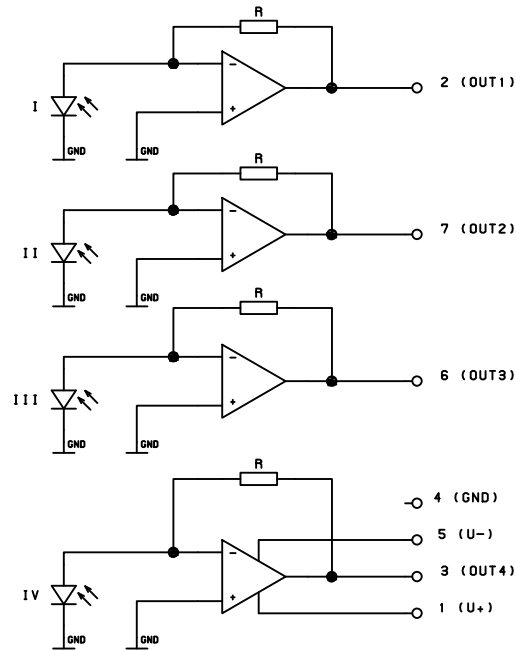 R
−
+
2 (OUT1)
I
GND
GND
R
−
+
7 (OUT2)
II
GND
GND
R
−
+
6 (OUT3)
III
GND
GND
R
4 (GND)
5 (U-)
−
+
3 (OUT4)
IV
1 (U+)
GND
GND